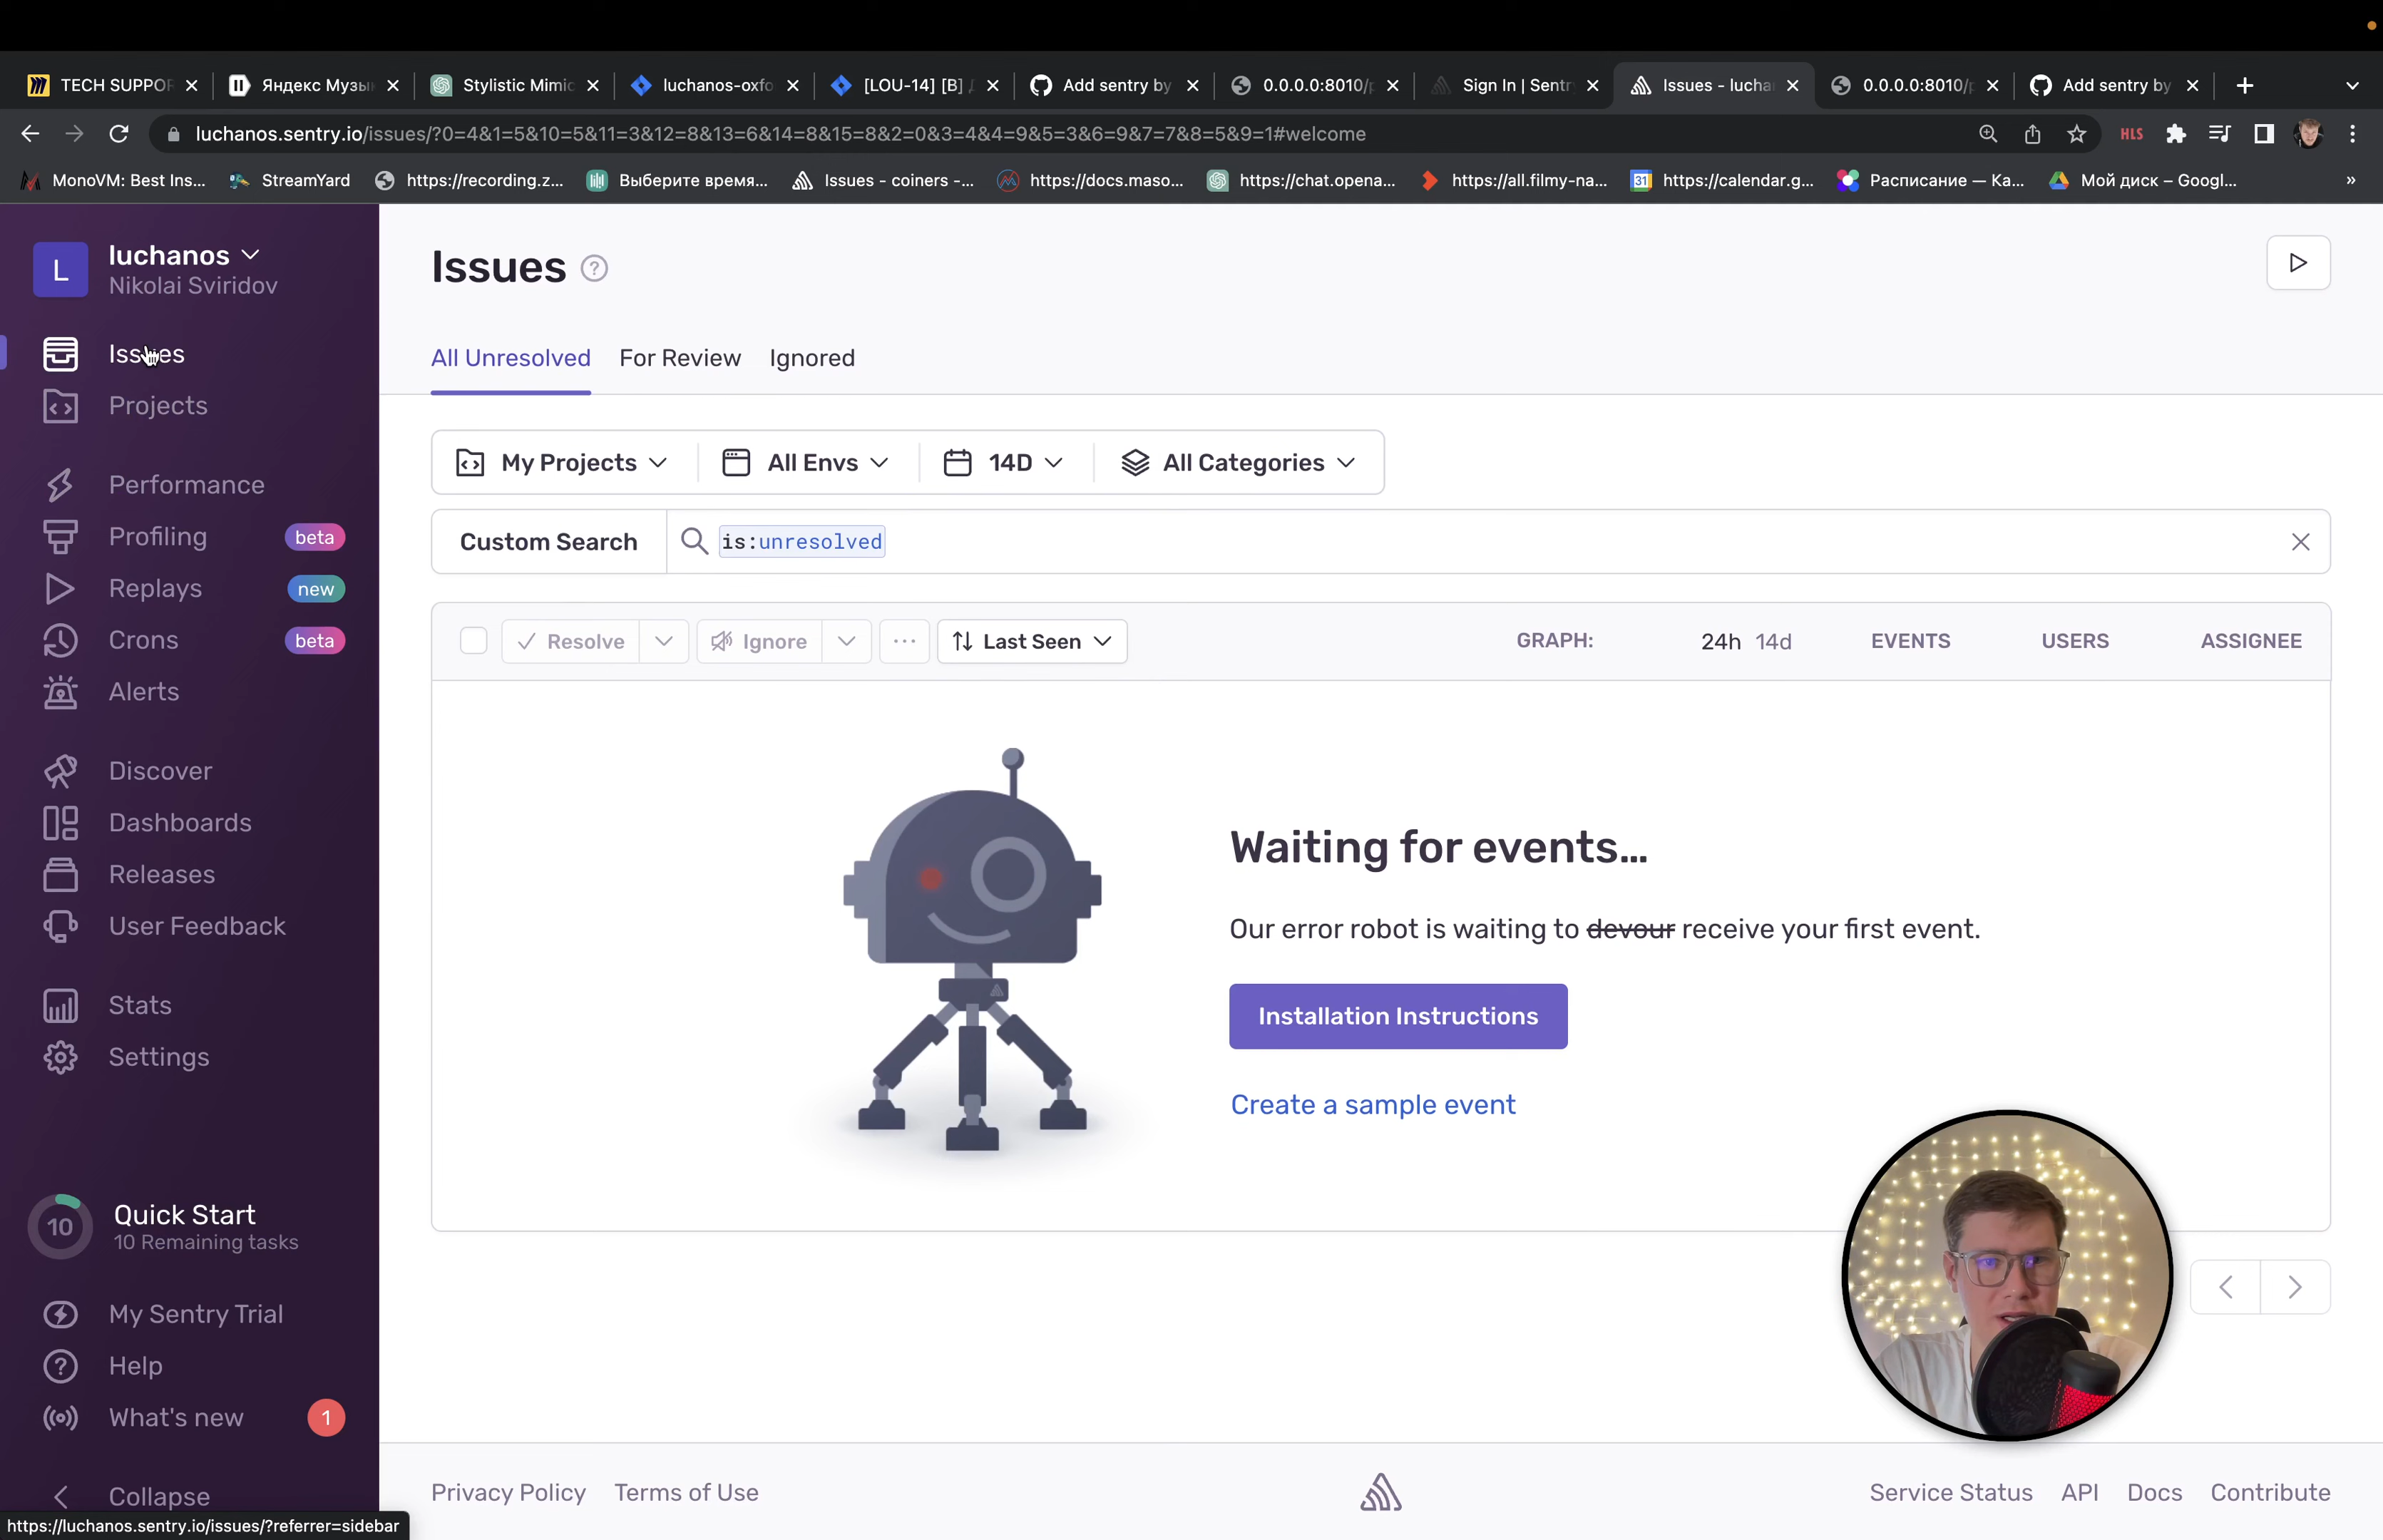 TECH SUPPOR
Яндекс Музы
Stylistic Mimic
luchanos-oxfo
[LOU-14] [B] Д
Add sentry by
0.0.0.0:8010/p
Sign In | Sentr
Issues - lucha
0.0.0.0:8010/p
Add sentry by
luchanos.sentry.io/issues/?0=4&1=5&10=5&11=3&12=8&13=6&14=8&15=8&2=0&3=4&4=9&5=3&6=9&7=7&8=5&9=1#welcome
HLS
MonoVM: Best Ins...
StreamYard
https://recording.z...
Выберите время...
Issues - coiners -...
https://docs.maso...
https://chat.opena...
https://all.filmy-na...
31
https://calendar.g...
Расписание — Ка...
Мой диск – Googl...
»
L
luchanos
Nikolai Sviridov
Issues
Projects
Performance
Profiling beta
Replays new
Crons beta
Alerts
Discover
Dashboards
Releases
User Feedback
Stats
Settings
10
Quick Start
10 Remaining tasks
My Sentry Trial
Help
What's new 1
Collapse
https://luchanos.sentry.io/issues/?referrer=sidebar
Issues ?
All Unresolved For Review Ignored
My Projects All Envs 14D All Categories
Custom Search is:unresolved
Resolve Ignore ... Last Seen GRAPH: 24h 14d EVENTS USERS ASSIGNEE
Waiting for events...
Our error robot is waiting to devour receive your first event.
Installation Instructions
Create a sample event
Privacy Policy Terms of Use Service Status API Docs Contribute